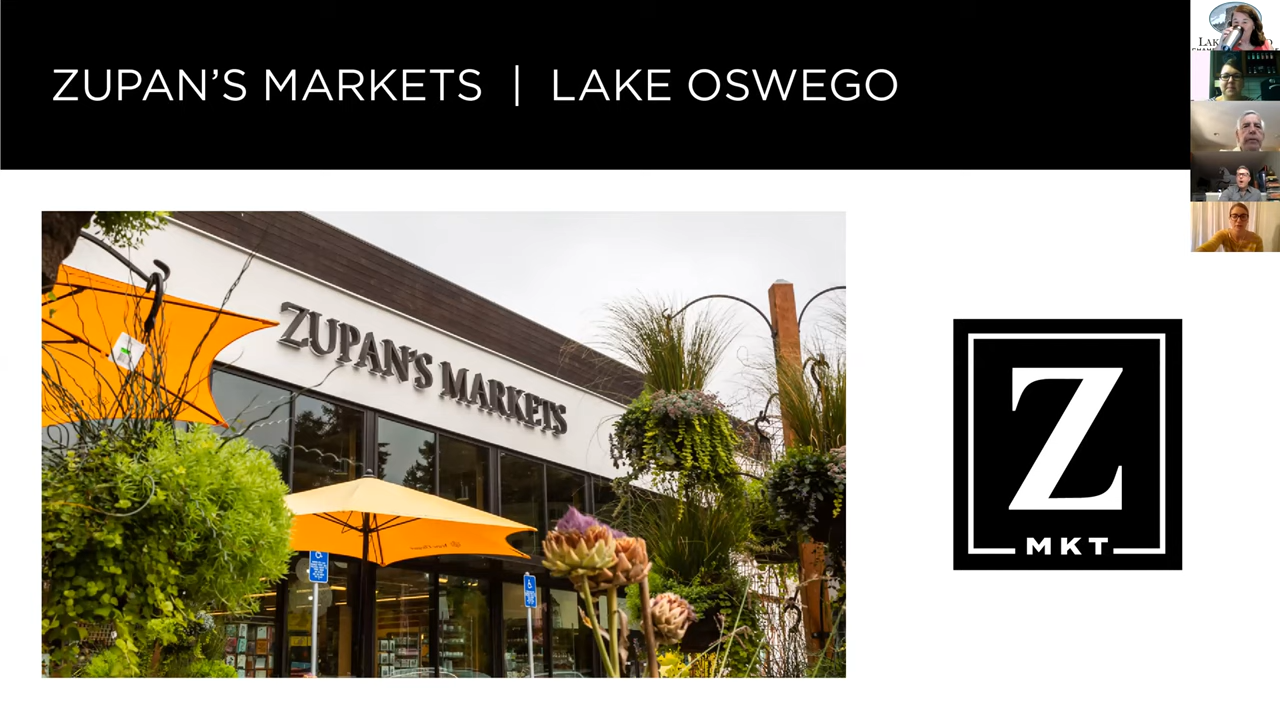 ZUPAN'S MARKETS | LAKE OSWEGO
ZUPAN'S MARKETS
Z
MKT